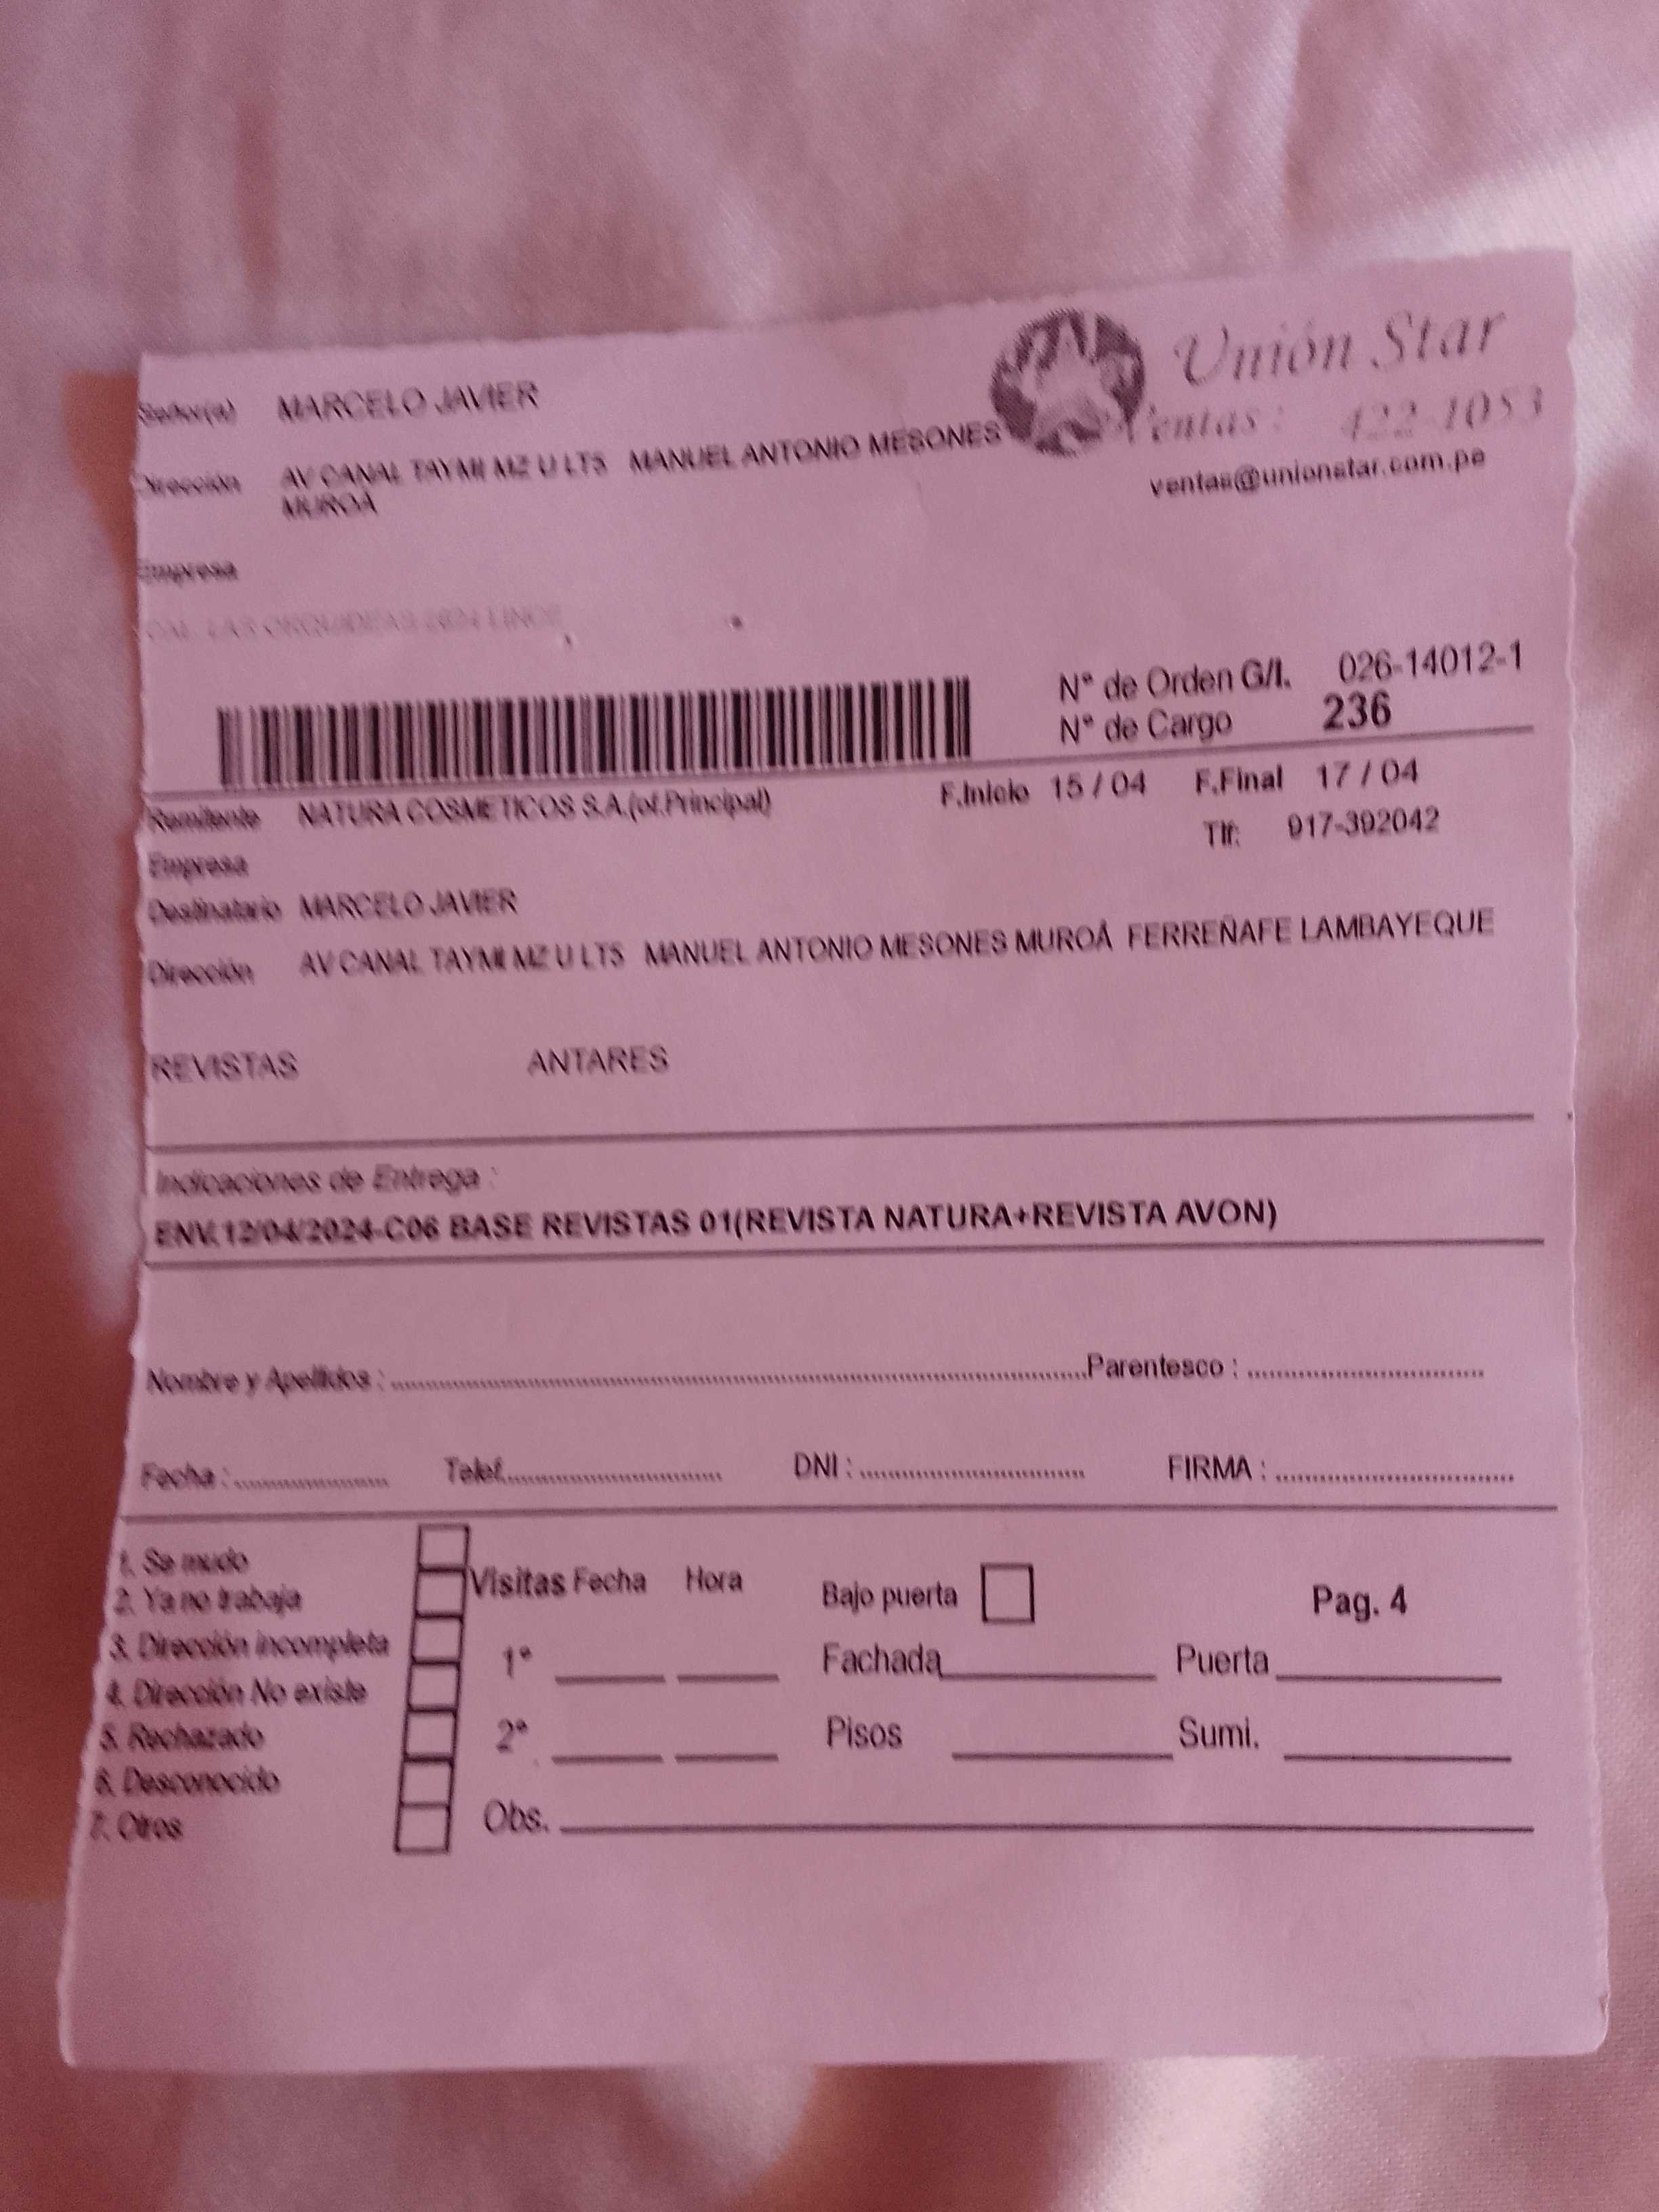 Unión Star
Señor(a) MARCELO JAVIER
Ventas : 422-1053
Dirección AV CANAL TAYMI MZ U LT5 MANUEL ANTONIO MESONES
MUROÁ
ventas@unionstar.com.pe
Empresa
CAL. LAS ORQUIDEAS LINCE
N° de Orden G/I. 026-14012-1
N° de Cargo 236
Remitente NATURA COSMETICOS S.A.(of.Principal) F.Inicio 15 / 04 F.Final 17 / 04
Empresa Tlf: 917-392042
Destinatario MARCELO JAVIER
Dirección AV CANAL TAYMI MZ U LT5 MANUEL ANTONIO MESONES MUROÁ FERREÑAFE LAMBAYEQUE
REVISTAS ANTARES
Indicaciones de Entrega :
ENV.12/04/2024-C06 BASE REVISTAS 01(REVISTA NATURA+REVISTA AVON)
Nombre y Apellidos : Parentesco :
Fecha : Telef. DNI : FIRMA :
1. Se mudo
2. Ya no trabaja
3. Dirección incompleta
4. Dirección No existe
5. Rechazado
6. Desconocido
7. Otros
Visitas Fecha Hora
1°
2°
Bajo puerta Pag. 4
Fachada Puerta
Pisos Sumi.
Obs.